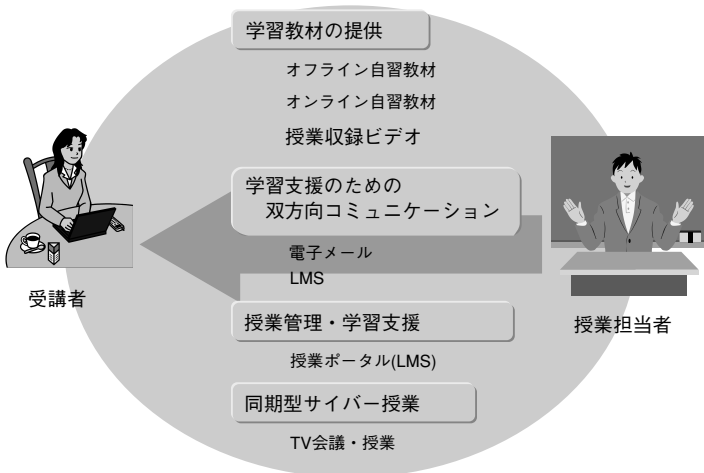 学習教材の提供
オフライン自習教材
オンライン自習教材
授業収録ビデオ
学習支援のための
双方向コミュニケーション
電子メール
LMS
受講者
授業担当者
授業管理・学習支援
授業ポータル(LMS)
同期型サイバー授業
TV会議・授業